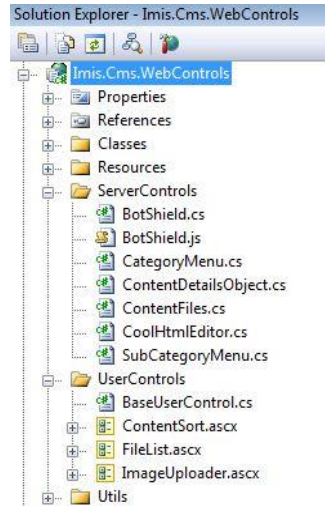 Solution Explorer - Imis.Cms.WebControls
Imis.Cms.WebControls
Properties
References
Classes
Resources
ServerControls
BotShield.cs
BotShield.js
CategoryMenu.cs
ContentDetailsObject.cs
ContentFiles.cs
CoolHtmlEditor.cs
SubCategoryMenu.cs
UserControls
BaseUserControl.cs
ContentSort.ascx
FileList.ascx
ImageUploader.ascx
Utils